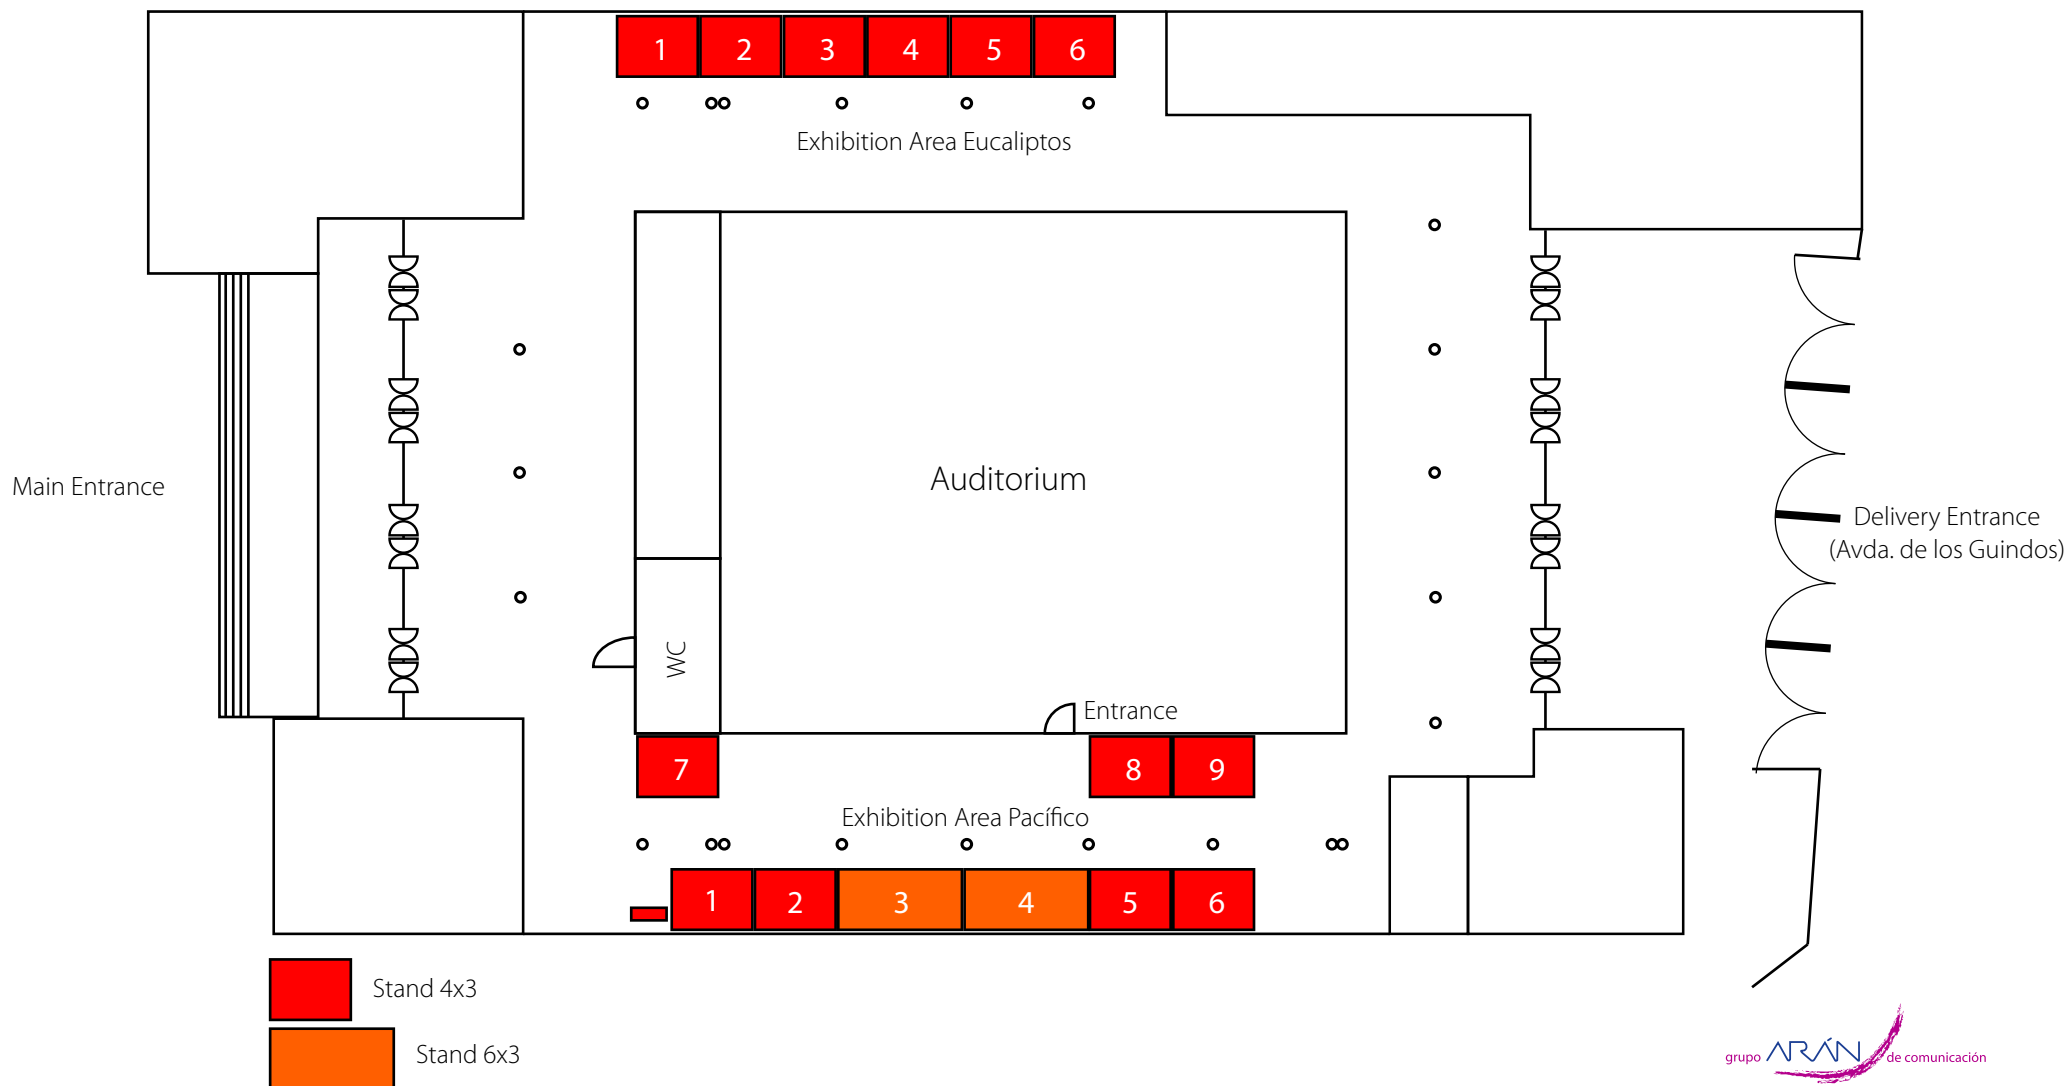 1 2 3 4 5 6
Exhibition Area Eucaliptos
Main Entrance
Auditorium
Delivery Entrance
(Avda. de los Guindos)
WC
Entrance
7 8 9
Exhibition Area Pacífico
1 2 3 4 5 6
Stand 4x3
Stand 6x3
grupo ARÁN de comunicación